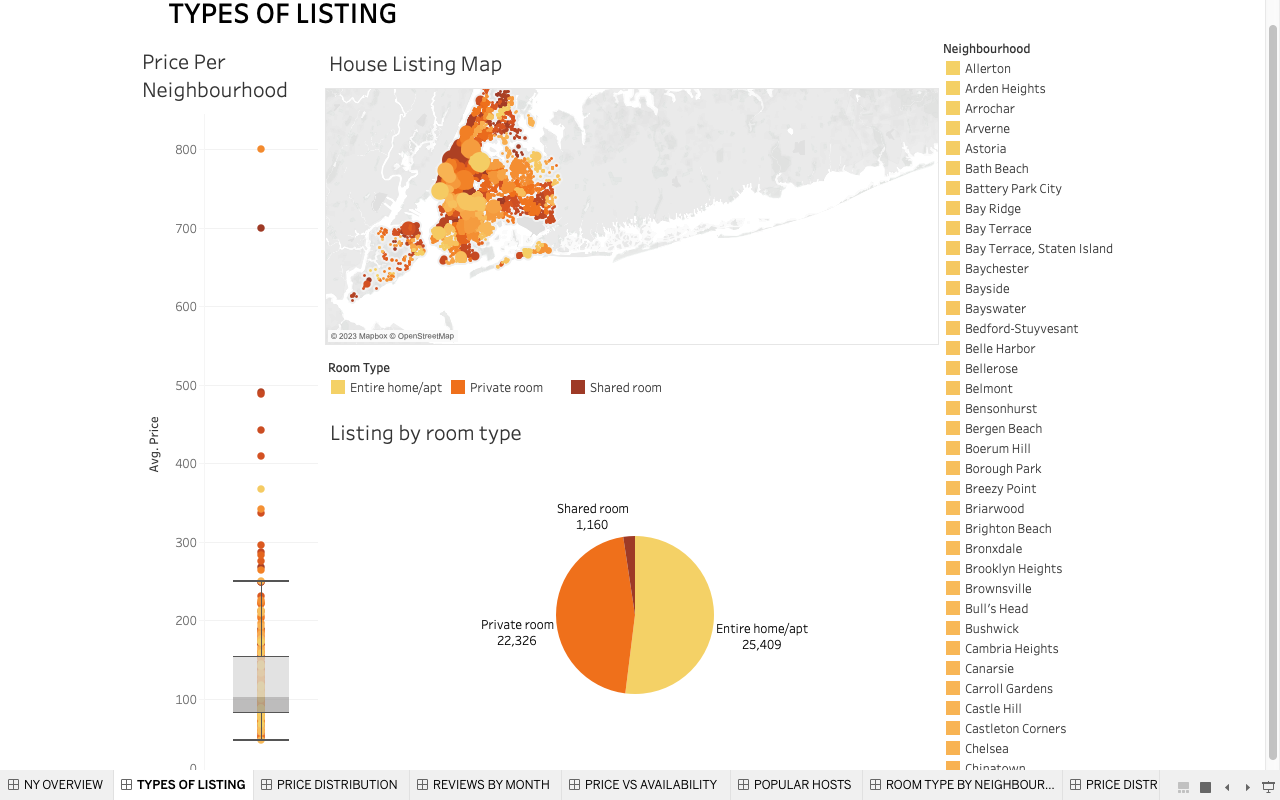 TYPES OF LISTING
Price Per
Neighbourhood
800
700
600
500
400
300
200
100
0
Avg. Price
House Listing Map
© 2023 Mapbox © OpenStreetMap
Room Type
Entire home/apt
Private room
Shared room
Listing by room type
Shared room
1,160
Private room
22,326
Entire home/apt
25,409
Neighbourhood
Allerton
Arden Heights
Arrochar
Arverne
Astoria
Bath Beach
Battery Park City
Bay Ridge
Bay Terrace
Bay Terrace, Staten Island
Baychester
Bayside
Bayswater
Bedford-Stuyvesant
Belle Harbor
Bellerose
Belmont
Bensonhurst
Bergen Beach
Boerum Hill
Borough Park
Breezy Point
Briarwood
Brighton Beach
Bronxdale
Brooklyn Heights
Brownsville
Bull's Head
Bushwick
Cambria Heights
Canarsie
Carroll Gardens
Castle Hill
Castleton Corners
Chelsea
Chinatown
NY OVERVIEW
TYPES OF LISTING
PRICE DISTRIBUTION
REVIEWS BY MONTH
PRICE VS AVAILABILITY
POPULAR HOSTS
ROOM TYPE BY NEIGHBOUR...
PRICE DISTR